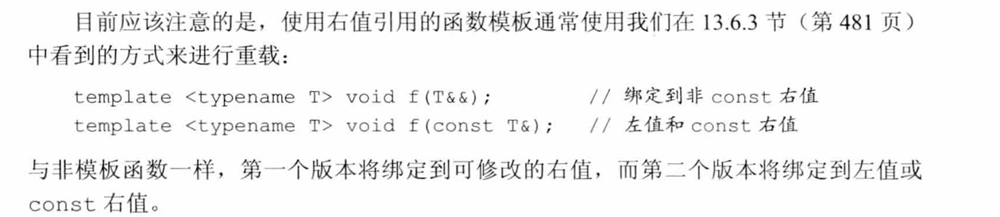 目前应该注意的是，使用右值引用的函数模板通常使用我们在 13.6.3 节（第 481 页）
中看到的方式来进行重载：
template <typename T> void f(T&&); // 绑定到非 const 右值
template <typename T> void f(const T&); // 左值和 const 右值
与非模板函数一样，第一个版本将绑定到可修改的右值，而第二个版本将绑定到左值或
const 右值。